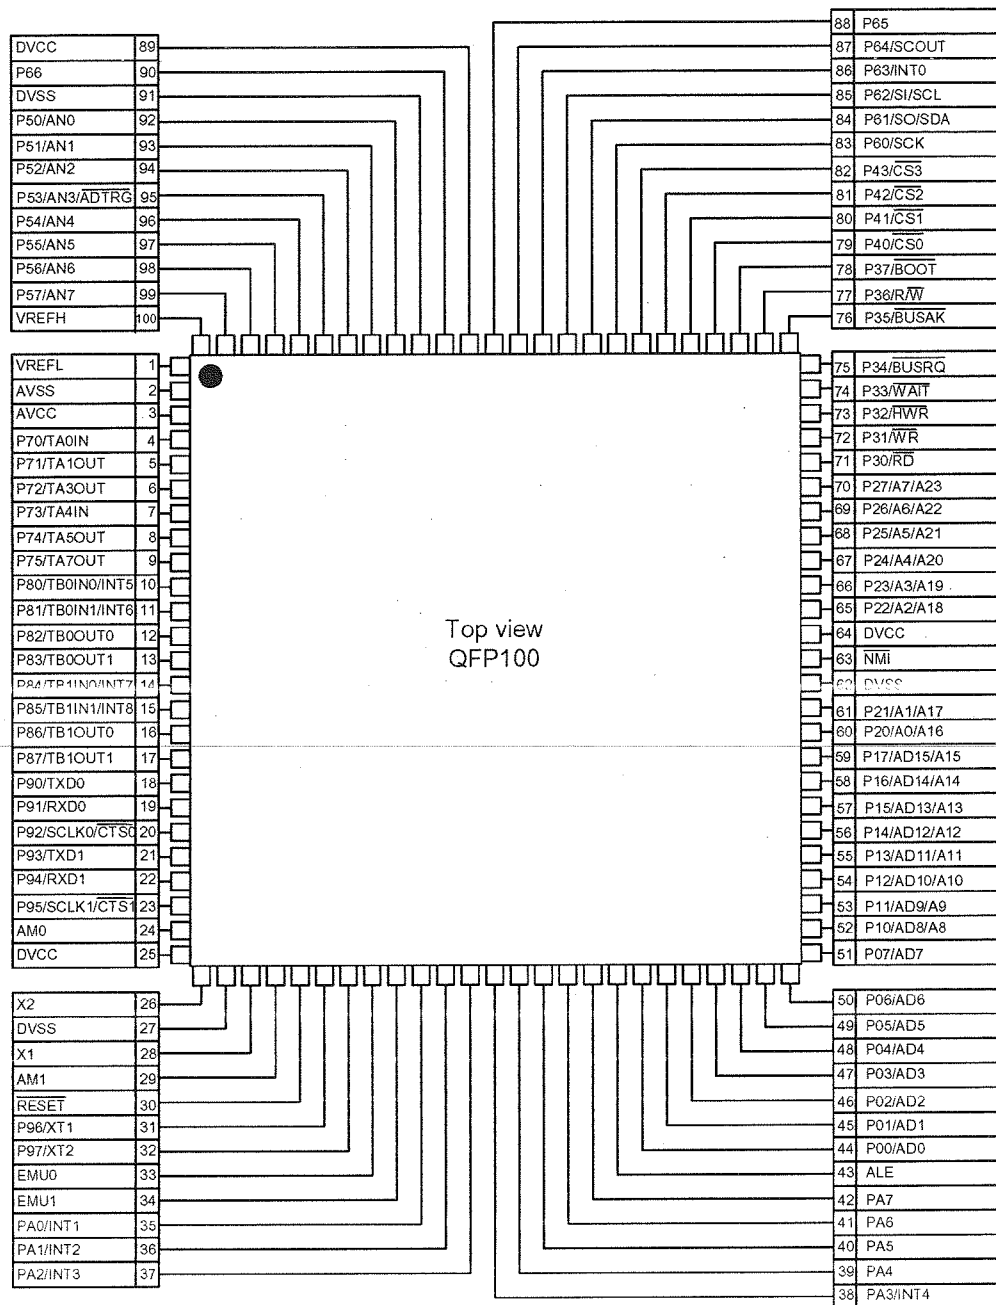 DVCC 89
P66 90
DVSS 91
P50/AN0 92
P51/AN1 93
P52/AN2 94
P53/AN3/ADTRG 95
P54/AN4 96
P55/AN5 97
P56/AN6 98
P57/AN7 99
VREFH 100
88 P65
87 P64/SCOUT
86 P63/INT0
85 P62/SI/SCL
84 P61/SO/SDA
83 P60/SCK
82 P43/CS3
81 P42/CS2
80 P41/CS1
79 P40/CS0
78 P37/BOOT
77 P36/R/W
76 P35/BUSAK
VREFL 1
AVSS 2
AVCC 3
P70/TA0IN 4
P71/TA1OUT 5
P72/TA3OUT 6
P73/TA4IN 7
P74/TA5OUT 8
P75/TA7OUT 9
P80/TB0IN0/INT5 10
P81/TB0IN1/INT6 11
P82/TB0OUT0 12
P83/TB0OUT1 13
P84/TB1IN0/INT7 14
P85/TB1IN1/INT8 15
P86/TB1OUT0 16
P87/TB1OUT1 17
P90/TXD0 18
P91/RXD0 19
P92/SCLK0/CTS0 20
P93/TXD1 21
P94/RXD1 22
P95/SCLK1/CTS1 23
AM0 24
DVCC 25
Top view
QFP100
75 P34/BUSRQ
74 P33/WAIT
73 P32/HWR
72 P31/WR
71 P30/RD
70 P27/A7/A23
69 P26/A6/A22
68 P25/A5/A21
67 P24/A4/A20
66 P23/A3/A19
65 P22/A2/A18
64 DVCC
63 NMI
62 DVSS
61 P21/A1/A17
60 P20/A0/A16
59 P17/AD15/A15
58 P16/AD14/A14
57 P15/AD13/A13
56 P14/AD12/A12
55 P13/AD11/A11
54 P12/AD10/A10
53 P11/AD9/A9
52 P10/AD8/A8
51 P07/AD7
X2 26
DVSS 27
X1 28
AM1 29
RESET 30
P96/XT1 31
P97/XT2 32
EMU0 33
EMU1 34
PA0/INT1 35
PA1/INT2 36
PA2/INT3 37
50 P06/AD6
49 P05/AD5
48 P04/AD4
47 P03/AD3
46 P02/AD2
45 P01/AD1
44 P00/AD0
43 ALE
42 PA7
41 PA6
40 PA5
39 PA4
38 PA3/INT4